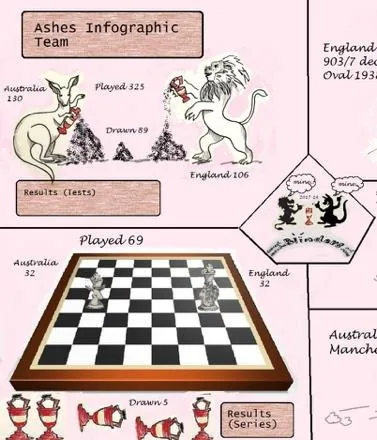 Ashes Infographic
Team
Australia
130
Played 325
Drawn 89
England 106
Results (Tests)
England
903/7 dec
Oval 193
mine
mine
2017-18
Played 69
Australia
32
England
32
Drawn 5
Results
(Series)
Austral
Manche